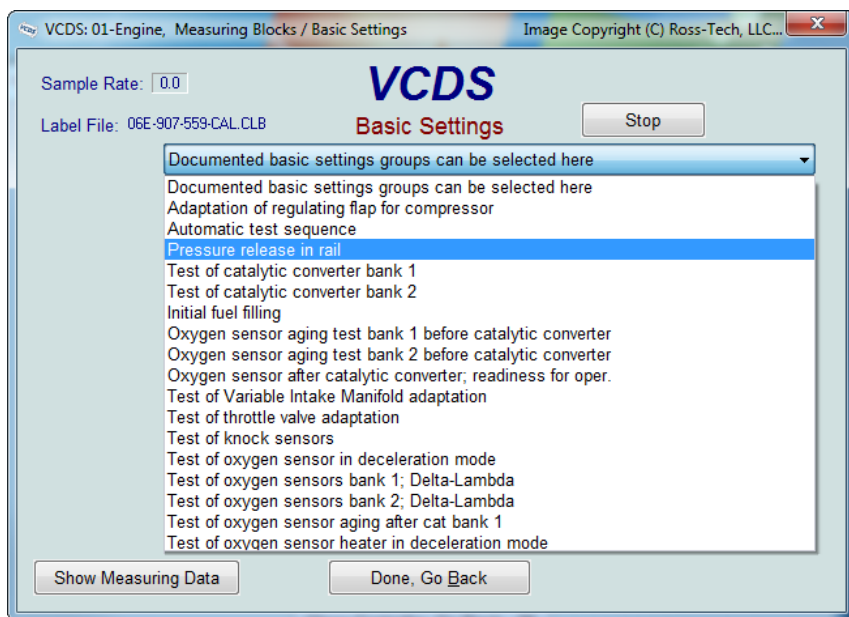 VCDS: 01-Engine, Measuring Blocks / Basic Settings Image Copyright (C) Ross-Tech, LLC...
Sample Rate: 0.0
VCDS
Label File: 06E-907-559-CAL.CLB
Basic Settings
Stop
Documented basic settings groups can be selected here
Documented basic settings groups can be selected here
Adaptation of regulating flap for compressor
Automatic test sequence
Pressure release in rail
Test of catalytic converter bank 1
Test of catalytic converter bank 2
Initial fuel filling
Oxygen sensor aging test bank 1 before catalytic converter
Oxygen sensor aging test bank 2 before catalytic converter
Oxygen sensor after catalytic converter; readiness for oper.
Test of Variable Intake Manifold adaptation
Test of throttle valve adaptation
Test of knock sensors
Test of oxygen sensor in deceleration mode
Test of oxygen sensors bank 1; Delta-Lambda
Test of oxygen sensors bank 2; Delta-Lambda
Test of oxygen sensor aging after cat bank 1
Test of oxygen sensor heater in deceleration mode
Show Measuring Data
Done, Go Back